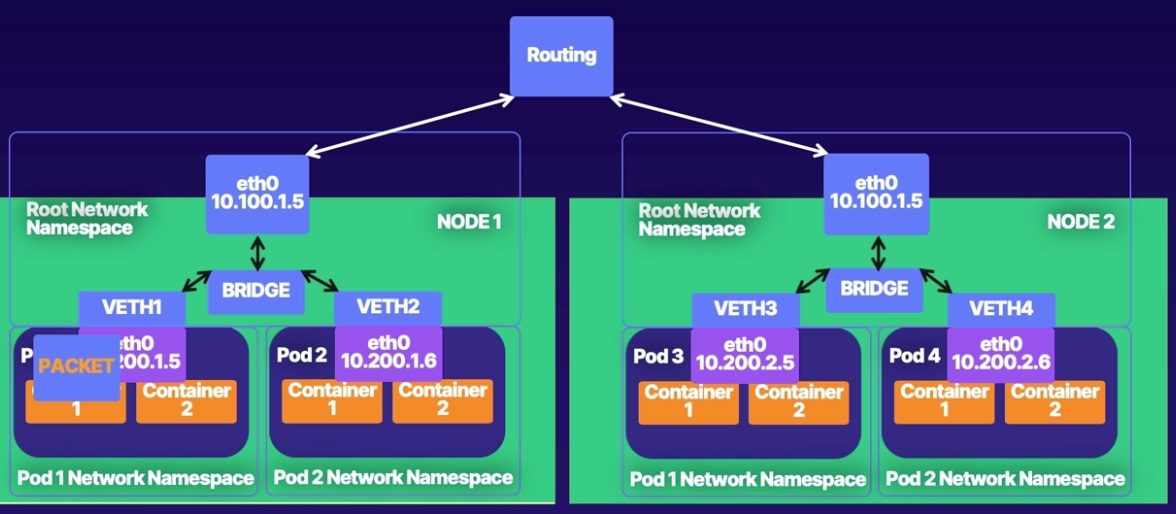 Routing
eth0
10.100.1.5
Root Network
Namespace
NODE 1
BRIDGE
VETH1
VETH2
P
PACKET
eth0
200.1.5
1
Container
2
Pod 2
eth0
10.200.1.6
Container
1
Container
2
Pod 1 Network Namespace
Pod 2 Network Namespace
eth0
10.100.1.5
Root Network
Namespace
NODE 2
BRIDGE
VETH3
VETH4
Pod 3
eth0
10.200.2.5
Container
1
Container
2
Pod 4
eth0
10.200.2.6
Container
1
Container
2
Pod 1 Network Namespace
Pod 2 Network Namespace